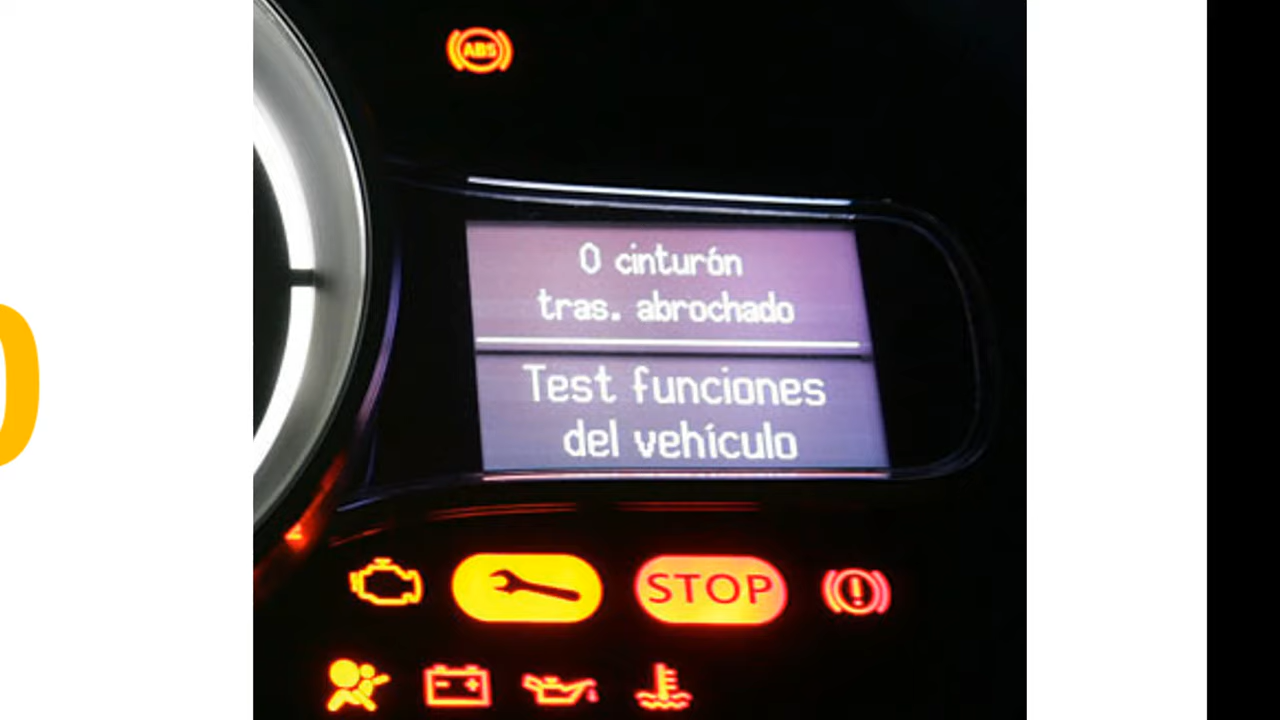 ABS
0 cinturón
tras. abrochado
Test funciones
del vehículo
STOP